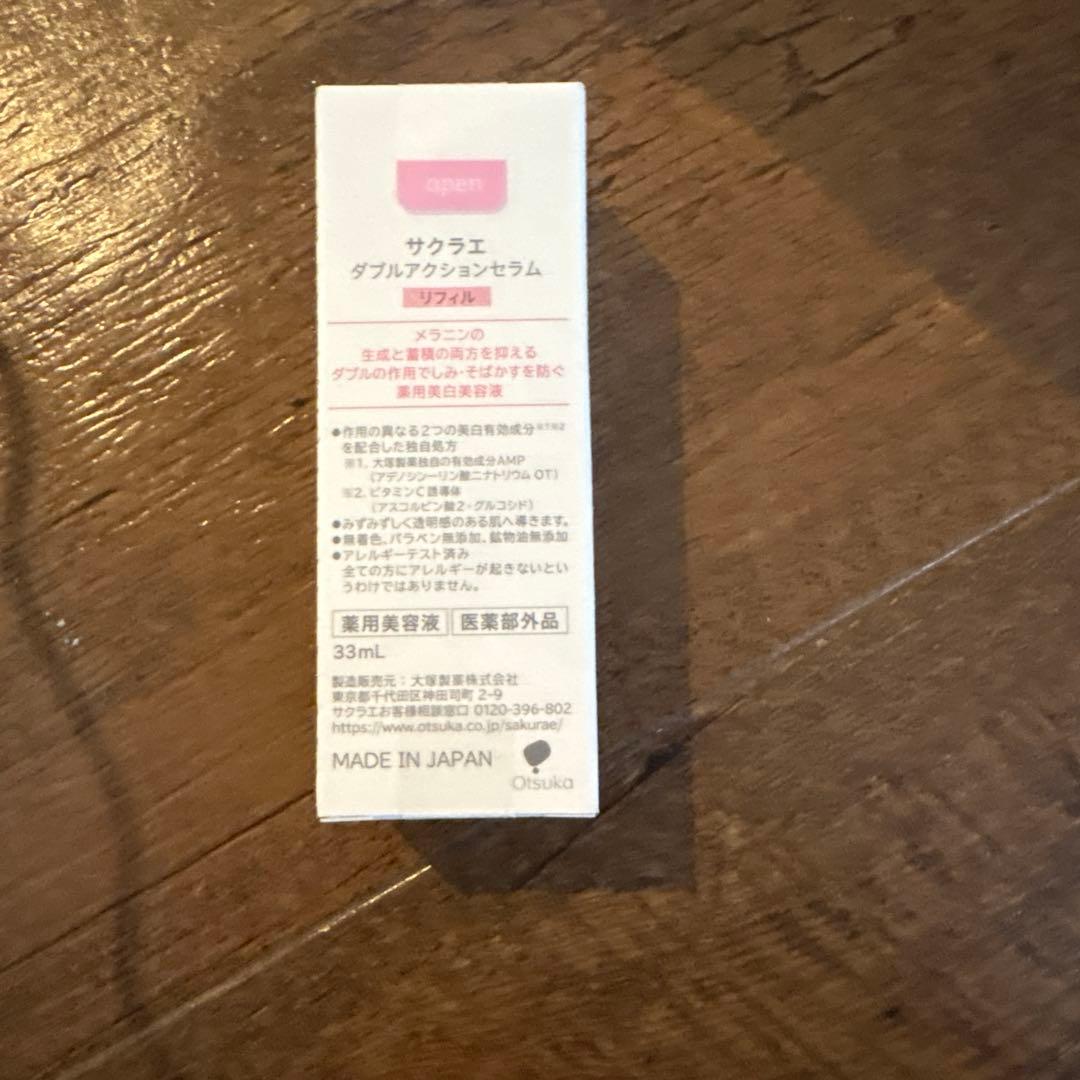 open
サクラエ
ダブルアクションセラム
リフィル
メラニンの
生成と蓄積の両方を抑える
ダブルの作用でしみ・そばかすを防ぐ
薬用美白美容液
●作用の異なる2つの美白有効成分※1※2
を配合した独自処方
※1. 大塚製薬独自の有効成分AMP
(アデノシン一リン酸二ナトリウム OT)
※2. ビタミンC誘導体
(アスコルビン酸2-グルコシド)
●みずみずしく透明感のある肌へ導きます。
●無着色、パラベン無添加、鉱物油無添加
●アレルギーテスト済み
全ての方にアレルギーが起きないとい
うわけではありません。
薬用美容液 医薬部外品
33mL
製造販売元:大塚製薬株式会社
東京都千代田区神田司町 2-9
サクラエお客様相談窓口 0120-396-802
https://www.otsuka.co.jp/sakurae/
MADE IN JAPAN
Otsuka